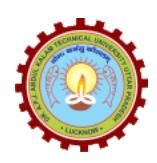 DR. A.P.J. ABDUL KALAM TECHNICAL UNIVERSITY UTTAR PRADESH
LUCKNOW